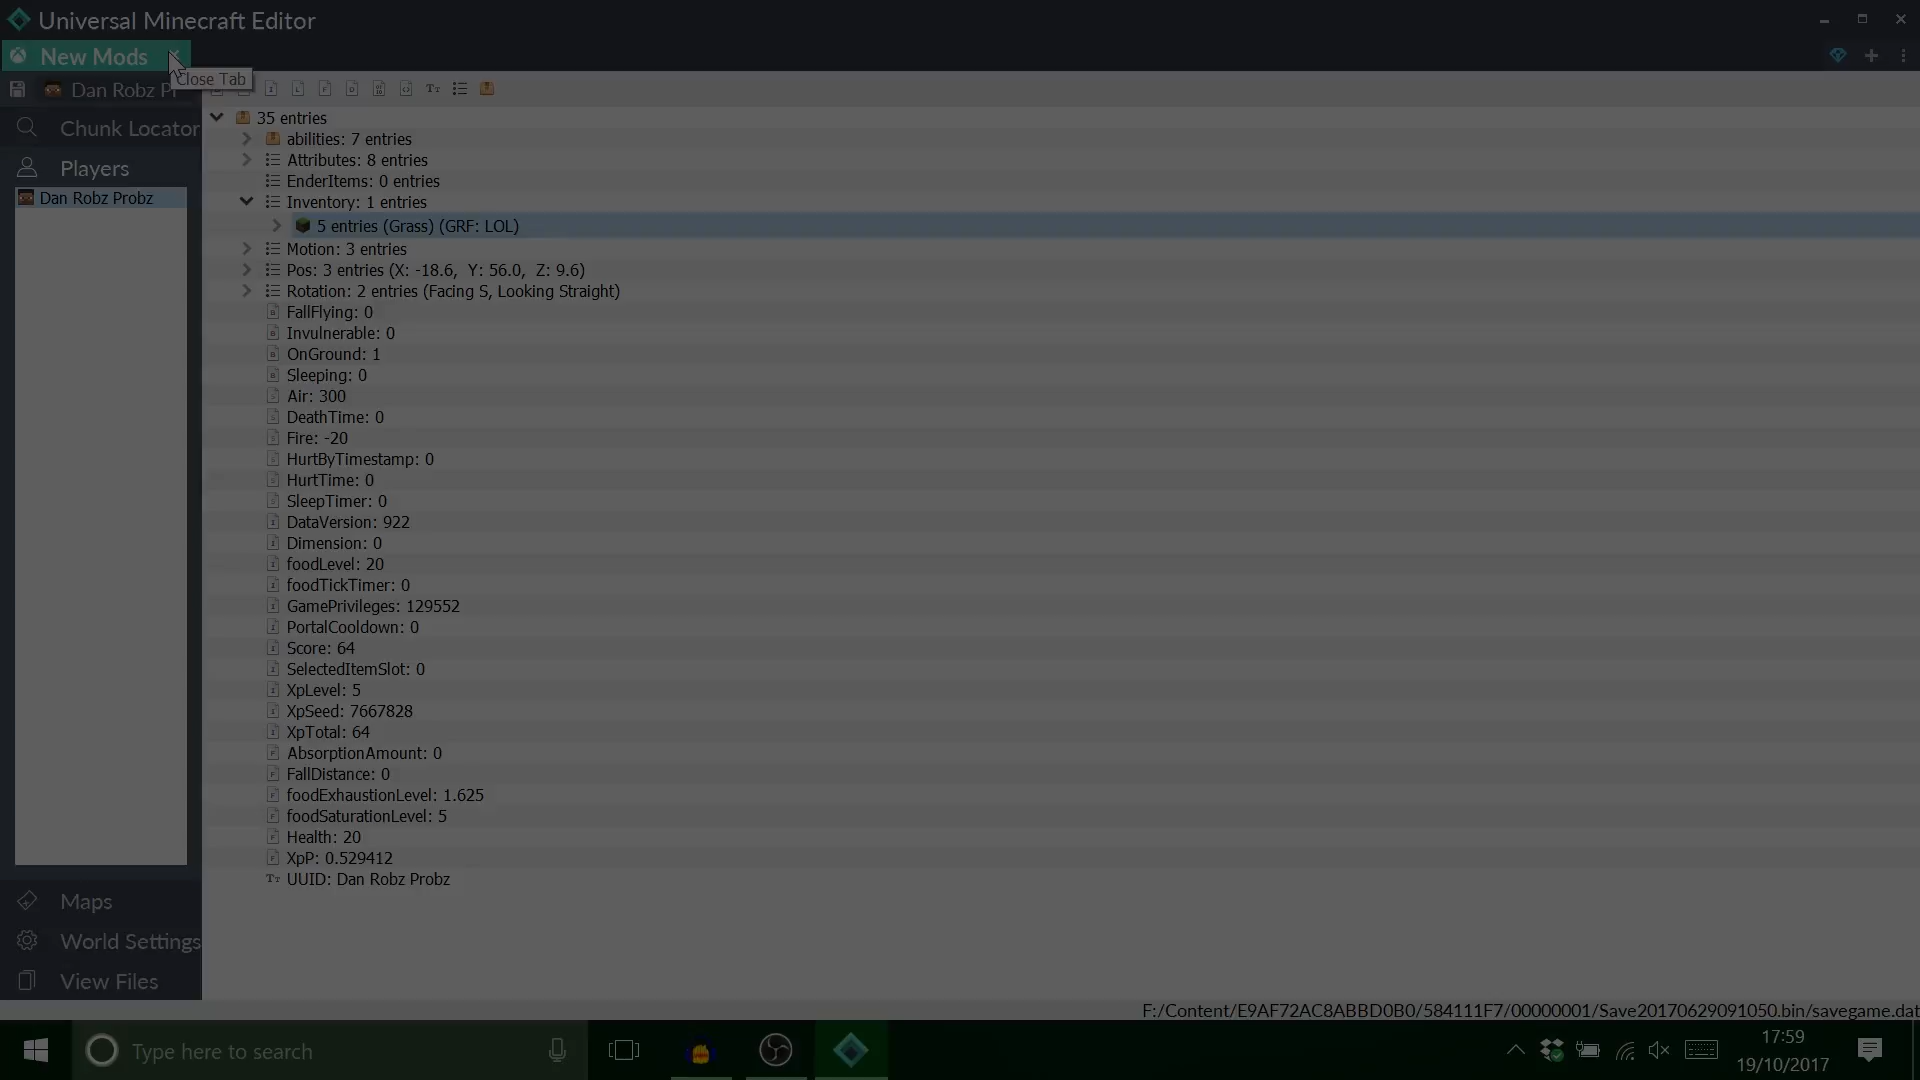 Universal Minecraft Editor
New Mods
Close Tab
Dan Robz Pr
35 entries
Chunk Locator
abilities: 7 entries
Attributes: 8 entries
Players
EnderItems: 0 entries
Dan Robz Probz
Inventory: 1 entries
5 entries (Grass) (GRF: LOL)
Motion: 3 entries
Pos: 3 entries (X: -18.6, Y: 56.0, Z: 9.6)
Rotation: 2 entries (Facing S, Looking Straight)
FallFlying: 0
Invulnerable: 0
OnGround: 1
Sleeping: 0
Air: 300
DeathTime: 0
Fire: -20
HurtByTimestamp: 0
HurtTime: 0
SleepTimer: 0
DataVersion: 922
Dimension: 0
foodLevel: 20
foodTickTimer: 0
GamePrivileges: 129552
PortalCooldown: 0
Score: 64
SelectedItemSlot: 0
XpLevel: 5
XpSeed: 7667828
XpTotal: 64
AbsorptionAmount: 0
FallDistance: 0
foodExhaustionLevel: 1.625
foodSaturationLevel: 5
Health: 20
XpP: 0.529412
UUID: Dan Robz Probz
Maps
World Settings
View Files
F:/Content/E9AF72AC8ABBD0B0/584111F7/00000001/Save20170629091050.bin/savegame.dat
Type here to search
17:59
19/10/2017